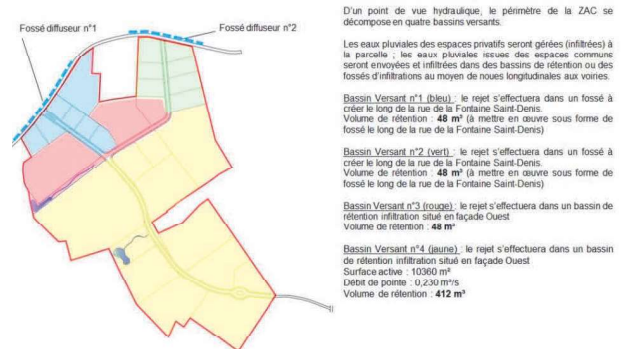 Fossé diffuseur n°1
Fossé diffuseur n°2
D'un point de vue hydraulique, le périmètre de la ZAC se
décompose en quatre bassins versants.
Les eaux pluviales des espaces privatifs seront gérées (infiltrées) à
la parcelle ; les eaux pluviales issues des espaces communs
seront envoyées et infiltrées dans des bassins de rétention ou des
fossés d'infiltrations au moyen de noues longitudinales aux voiries.
Bassin Versant n°1 (bleu) : le rejet s'effectuera dans un fossé à
créer le long de la rue de la Fontaine Saint-Denis.
Volume de rétention : 48 m³ (à mettre en œuvre sous forme de
fossé le long de la rue de la Fontaine Saint-Denis)
Bassin Versant n°2 (vert) : le rejet s'effectuera dans un fossé à
créer le long de la rue de la Fontaine Saint-Denis.
Volume de rétention : 48 m³ (à mettre en œuvre sous forme de
fossé le long de la rue de la Fontaine Saint-Denis)
Bassin Versant n°3 (rouge) : le rejet s'effectuera dans un bassin de
rétention infiltration situé en façade Ouest
Volume de rétention : 48 m³
Bassin Versant n°4 (jaune) : le rejet s'effectuera dans un bassin
de rétention infiltration situé en façade Ouest
Surface active : 10360 m²
Débit de pointe : 0,230 m³/s
Volume de rétention : 412 m³